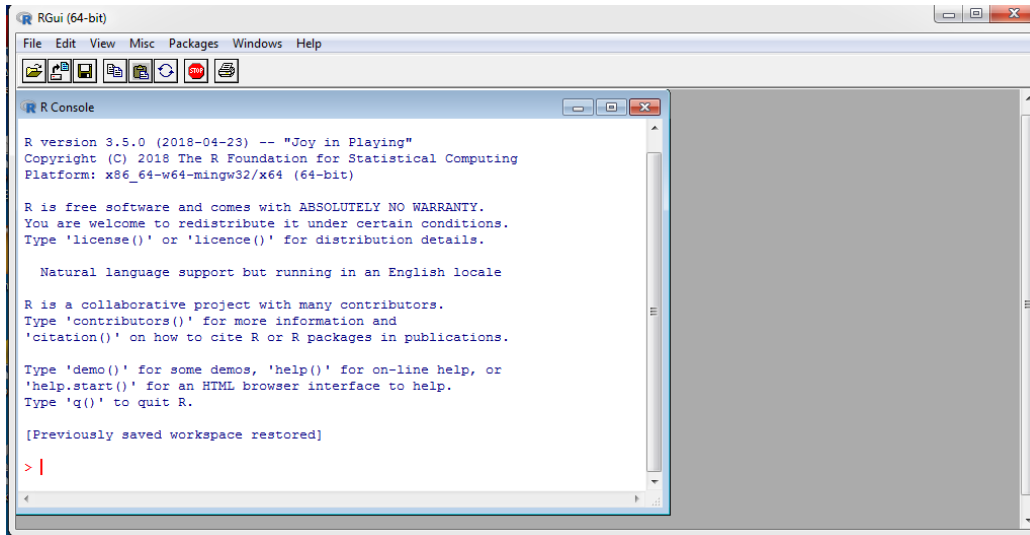 RGui (64-bit)
File Edit View Misc Packages Windows Help
STOP
R Console
R version 3.5.0 (2018-04-23) -- "Joy in Playing"
Copyright (C) 2018 The R Foundation for Statistical Computing
Platform: x86_64-w64-mingw32/x64 (64-bit)
R is free software and comes with ABSOLUTELY NO WARRANTY.
You are welcome to redistribute it under certain conditions.
Type 'license()' or 'licence()' for distribution details.
Natural language support but running in an English locale
R is a collaborative project with many contributors.
Type 'contributors()' for more information and
'citation()' on how to cite R or R packages in publications.
Type 'demo()' for some demos, 'help()' for on-line help, or
'help.start()' for an HTML browser interface to help.
Type 'q()' to quit R.
[Previously saved workspace restored]
>